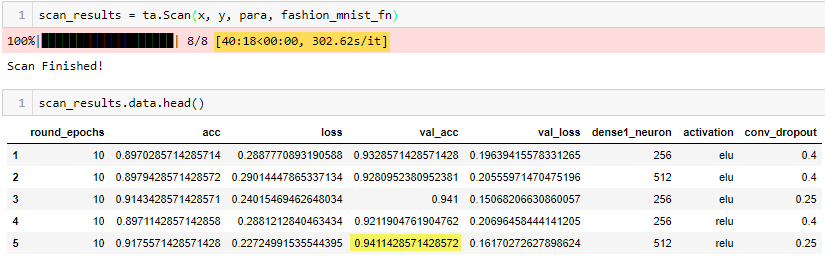 1 scan_results = ta.Scan(x, y, para, fashion_mnist_fn)
100%| | 8/8 [40:18<00:00, 302.62s/it]
Scan Finished!
1 scan_results.data.head()
round_epochs acc loss val_acc val_loss dense1_neuron activation conv_dropout
1 10 0.8970285714285714 0.2887770893190588 0.9328571428571428 0.19639415578331265 256 elu 0.4
2 10 0.8979428571428572 0.29014447865337134 0.9280952380952381 0.20555971470475196 512 elu 0.4
3 10 0.9143428571428571 0.24015469462648034 0.941 0.15068206630860057 256 elu 0.25
4 10 0.8971142857142858 0.2881212840463434 0.9211904761904762 0.20696458444141205 256 relu 0.4
5 10 0.9175571428571428 0.22724991535544395 0.9411428571428572 0.16170272627898624 512 relu 0.25